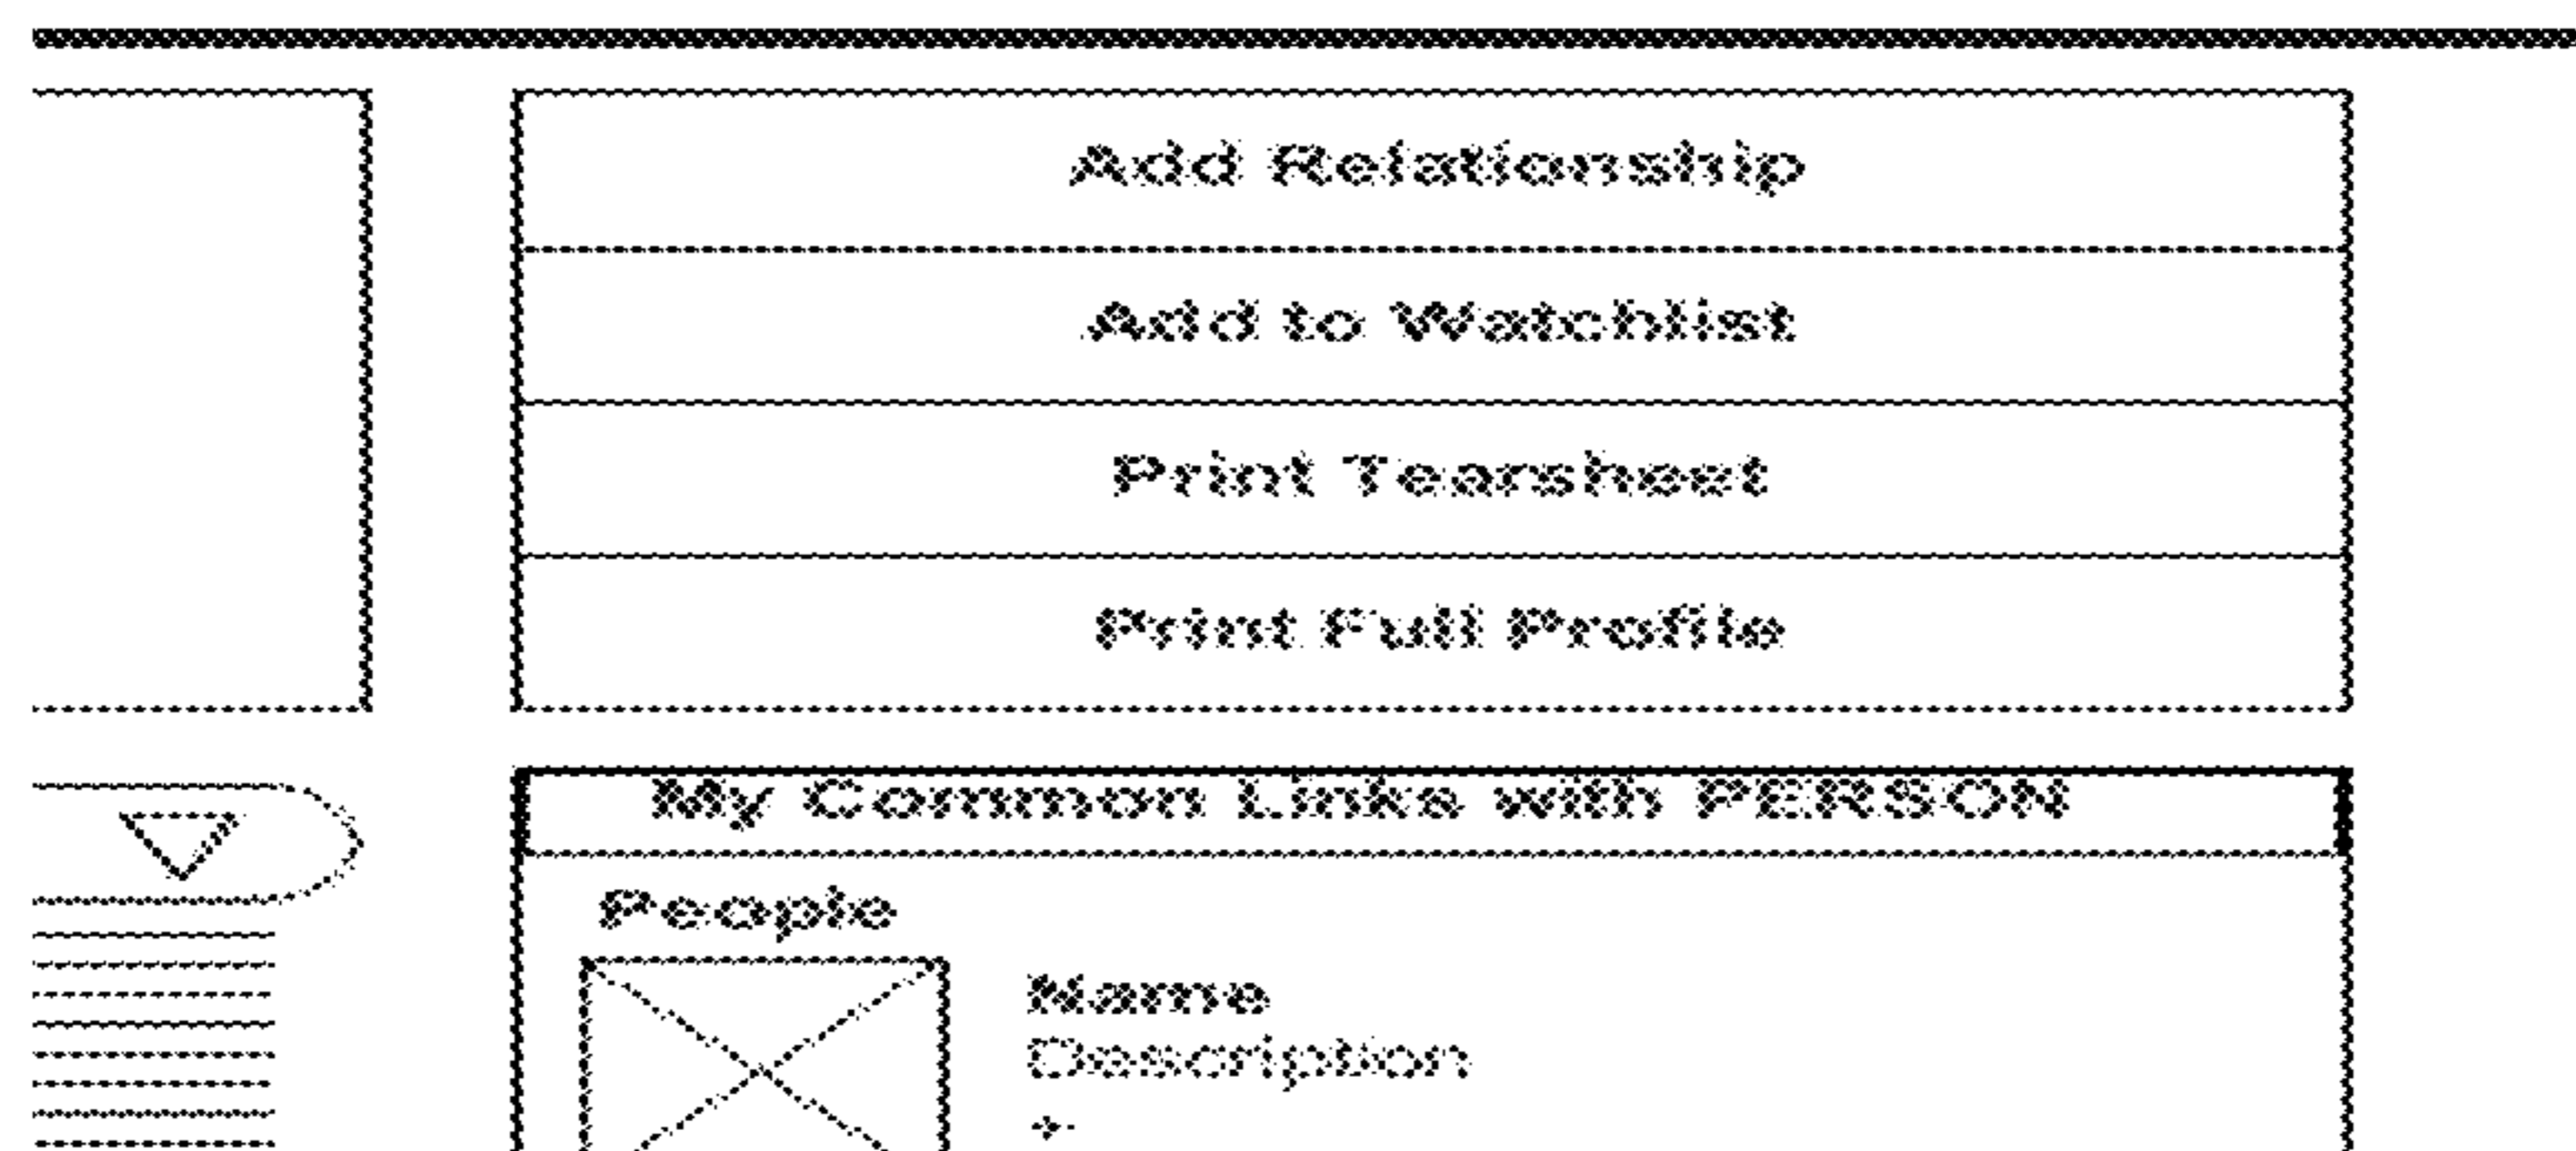 Add Relationship
Add to Watchlist
Print Tearsheet
Print Full Profile
My Common Links with PERSON
People
Name
Description
+